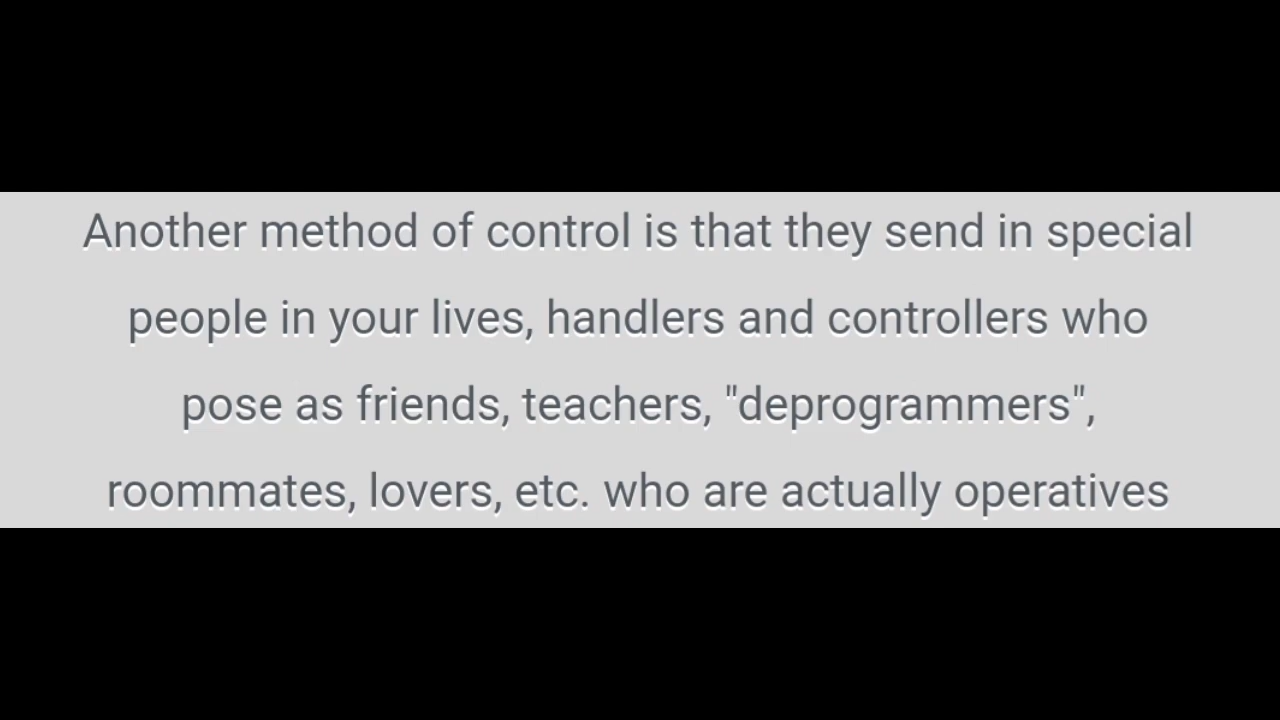 Another method of control is that they send in special
people in your lives, handlers and controllers who
pose as friends, teachers, "deprogrammers",
roommates, lovers, etc. who are actually operatives